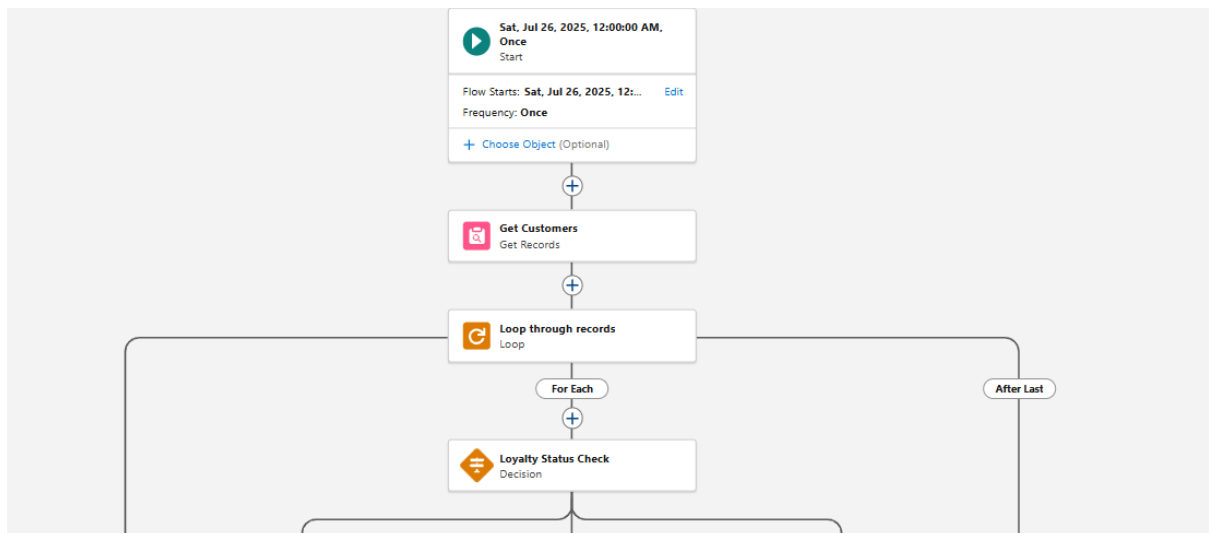 Sat, Jul 26, 2025, 12:00:00 AM,
Once
Start
Flow Starts: Sat, Jul 26, 2025, 12:... Edit
Frequency: Once
+ Choose Object (Optional)
Get Customers
Get Records
Loop through records
Loop
For Each
After Last
Loyalty Status Check
Decision